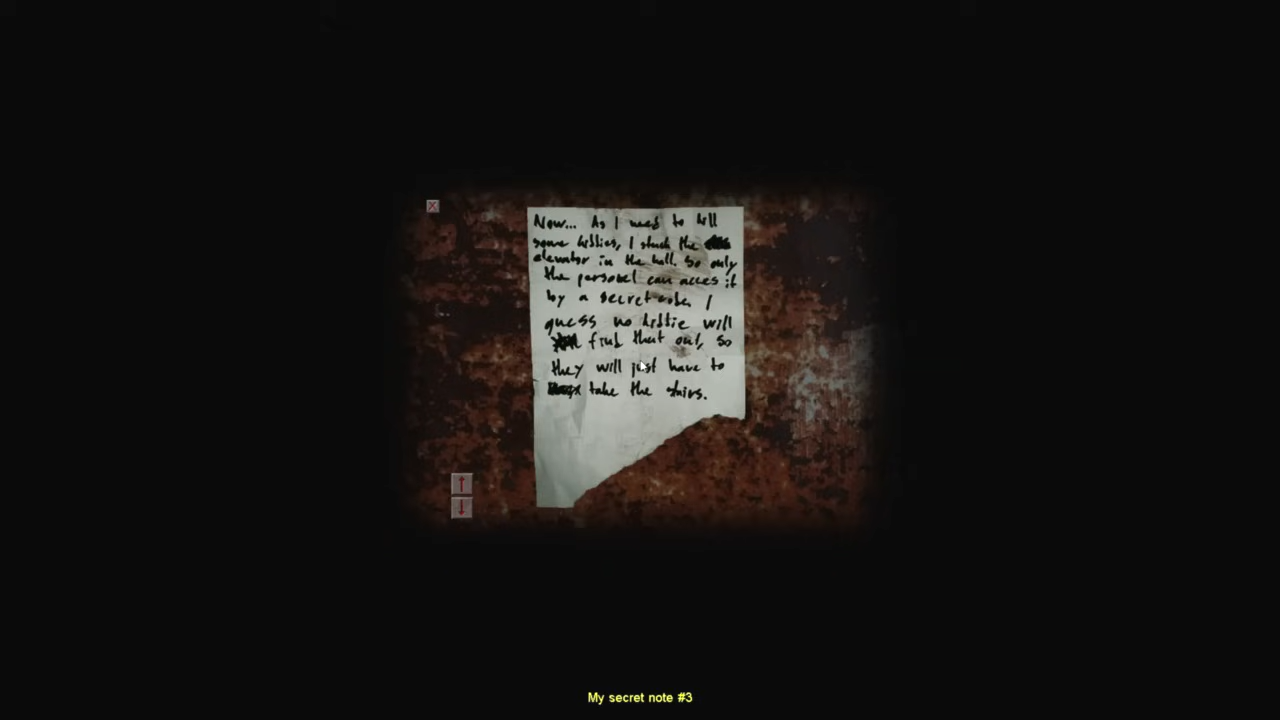 Now... As I need to kill
some kiddies, I stuck the
elevator in the hall. So only
the personel can acces it
by a secret code. I
guess no kiddie will
find that out, so
they will just have to
take the stairs.
My secret note #3